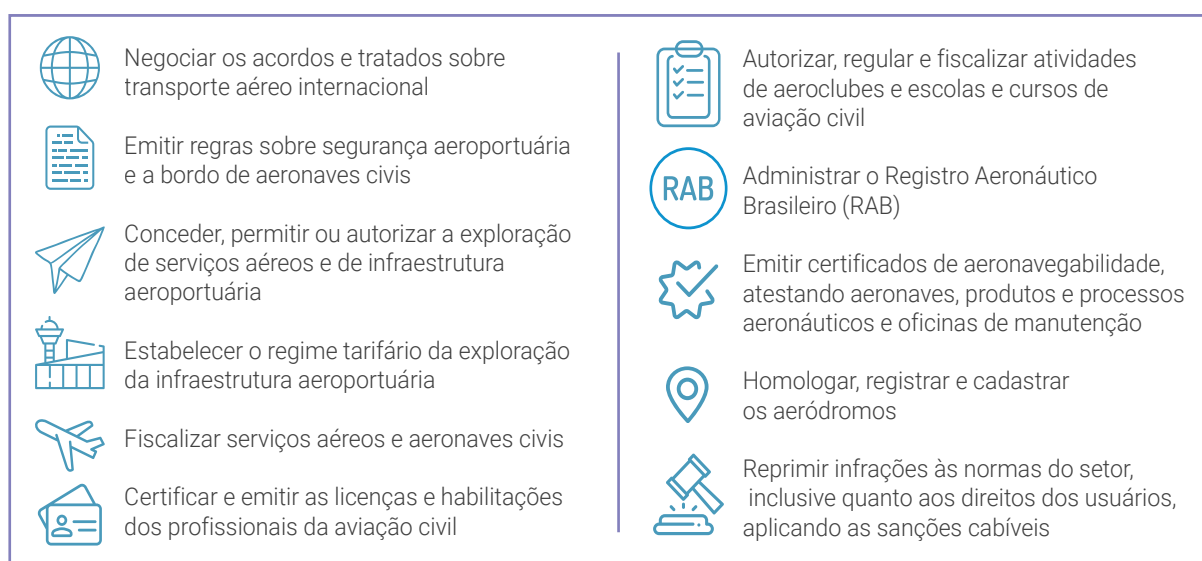 Negociar os acordos e tratados sobre
transporte aéreo internacional
Emitir regras sobre segurança aeroportuária
e a bordo de aeronaves civis
Conceder, permitir ou autorizar a exploração
de serviços aéreos e de infraestrutura
aeroportuária
Estabelecer o regime tarifário da exploração
da infraestrutura aeroportuária
Fiscalizar serviços aéreos e aeronaves civis
Certificar e emitir as licenças e habilitações
dos profissionais da aviação civil
Autorizar, regular e fiscalizar atividades
de aeroclubes e escolas e cursos de
aviação civil
RAB
Administrar o Registro Aeronáutico
Brasileiro (RAB)
Emitir certificados de aeronavegabilidade,
atestando aeronaves, produtos e processos
aeronáuticos e oficinas de manutenção
Homologar, registrar e cadastrar
os aeródromos
Reprimir infrações às normas do setor,
inclusive quanto aos direitos dos usuários,
aplicando as sanções cabíveis